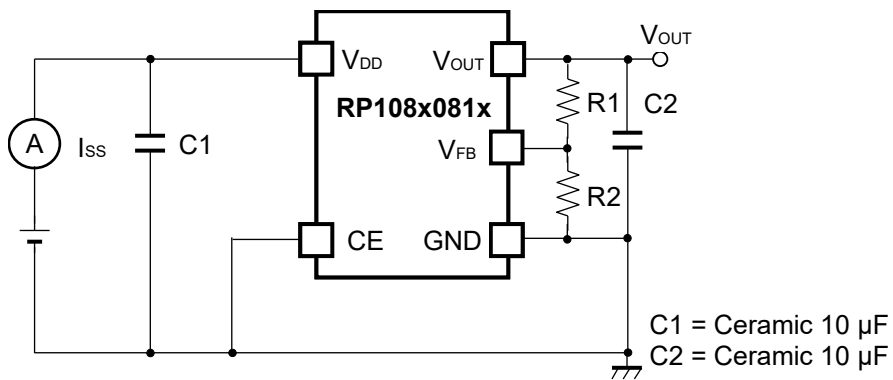 VOUT
VDD
VOUT
RP108x081x
R1
C2
A
ISS
C1
VFB
R2
CE
GND
C1 = Ceramic 10 µF
C2 = Ceramic 10 µF